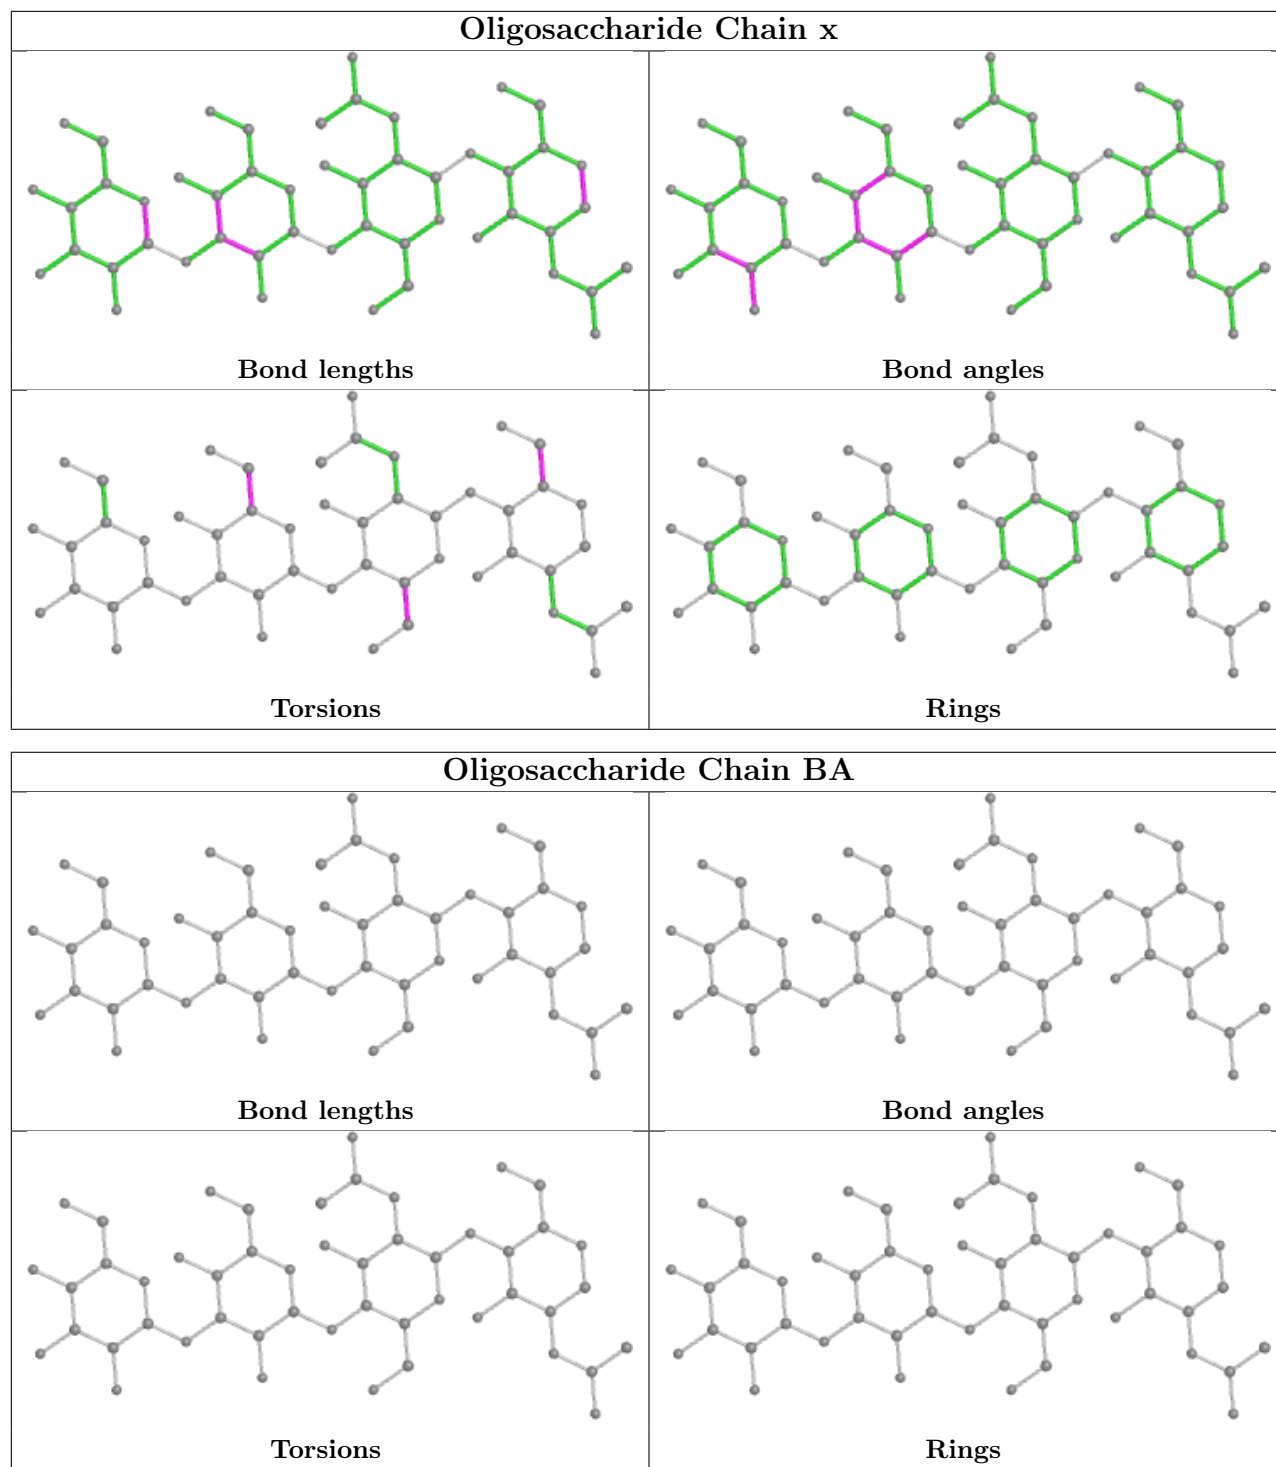 Oligosaccharide Chain x
Bond lengths
Bond angles
Torsions
Rings
Oligosaccharide Chain BA
Bond lengths
Bond angles
Torsions
Rings